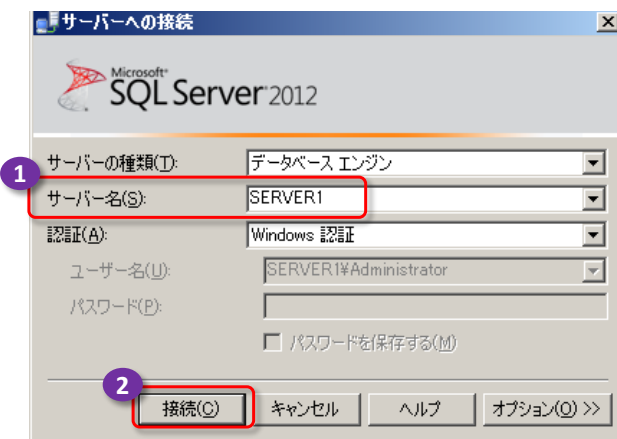 サーバーへの接続
Microsoft
SQL Server 2012
1
サーバーの種類(T): データベース エンジン
サーバー名(S): SERVER1
認証(A): Windows 認証
ユーザー名(U): SERVER1¥Administrator
パスワード(P):
パスワードを保存する(M)
2
接続(C) キャンセル ヘルプ オプション(O) >>